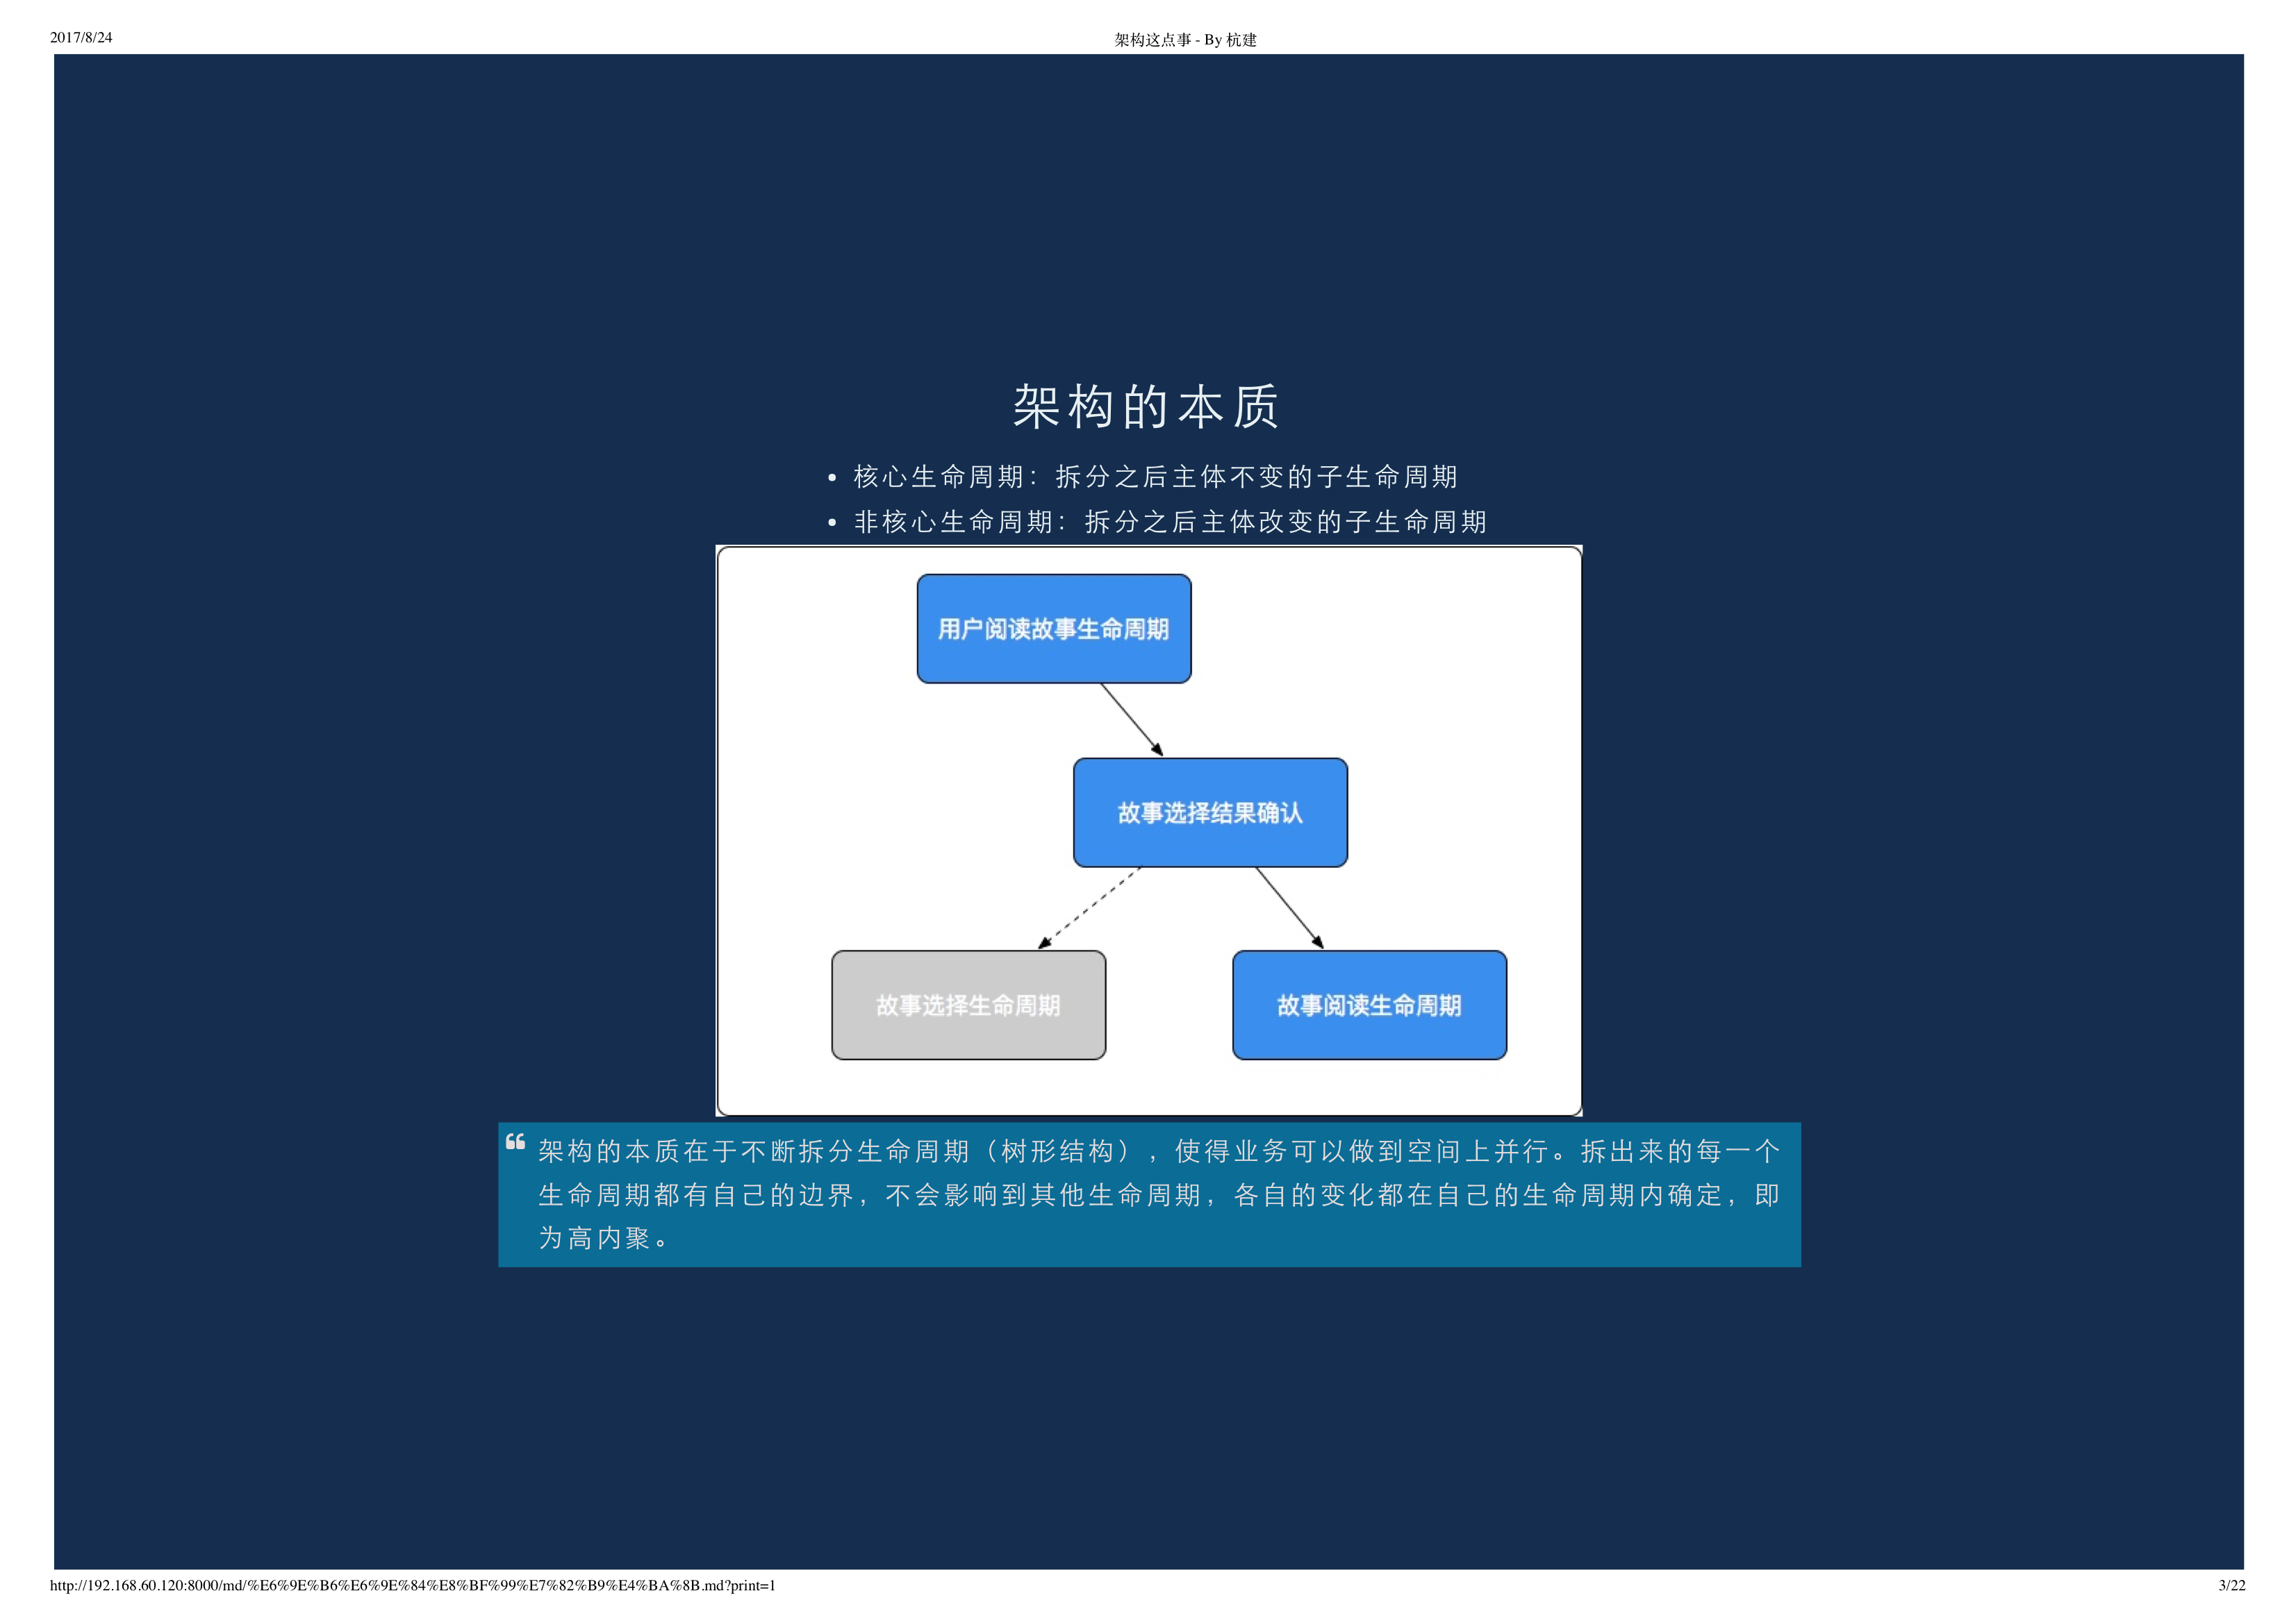 2017/8/24
架构这点事 - By 杭建
架构的本质
• 核心生命周期：拆分之后主体不变的子生命周期
• 非核心生命周期：拆分之后主体改变的子生命周期
用户阅读故事生命周期
故事选择结果确认
故事选择生命周期
故事阅读生命周期
❝ 架构的本质在于不断拆分生命周期（树形结构），使得业务可以做到空间上并行。拆出来的每一个
生命周期都有自己的边界，不会影响到其他生命周期，各自的变化都在自己的生命周期内确定，即
为高内聚。
http://192.168.60.120:8000/md/%E6%9E%B6%E6%9E%84%E8%BF%99%E7%82%B9%E4%BA%8B.md?print=1
3/22